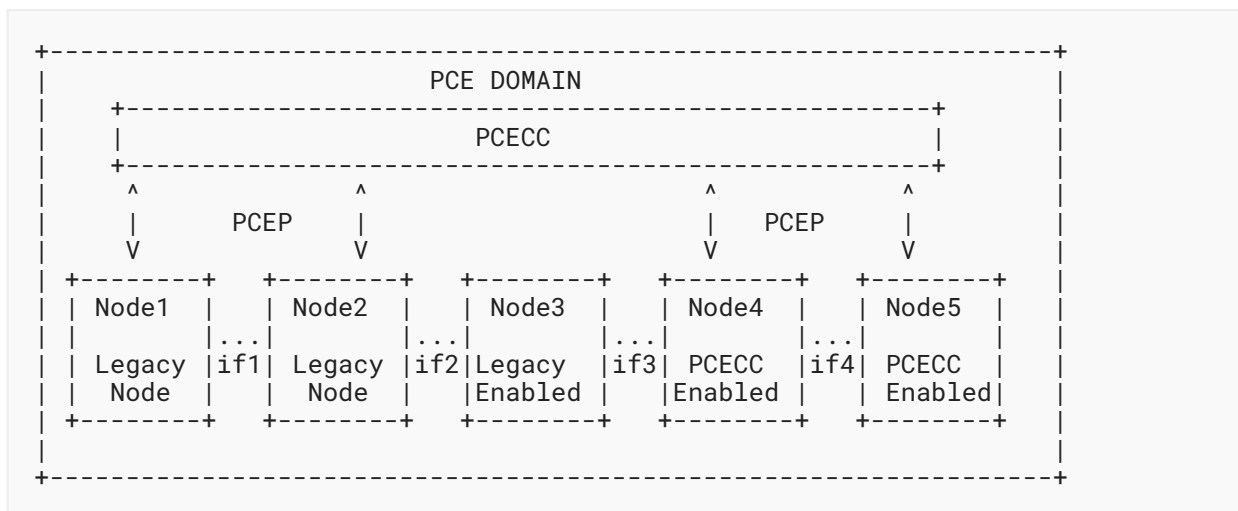 +------------------------------------------------------------------+
|                         PCE DOMAIN                               |
|    +-----------------------------------------------------+       |
|    |                       PCECC                         |       |
|    +-----------------------------------------------------+       |
|     ^              ^                      ^            ^         |
|     |      PCEP    |                      |   PCEP     |         |
|     V              V                      V            V         |
| +--------+   +--------+   +--------+   +--------+   +--------+   |
| | Node1  |   | Node2  |   | Node3  |   | Node4  |   | Node5  |   |
| |        |...|        |...|        |...|        |...|        |   |
| | Legacy |if1| Legacy |if2|Legacy  |if3| PCECC  |if4| PCECC  |   |
| |  Node  |   |  Node  |   |Enabled |   |Enabled |   | Enabled|   |
| +--------+   +--------+   +--------+   +--------+   +--------+   |
|                                                                  |
+------------------------------------------------------------------+